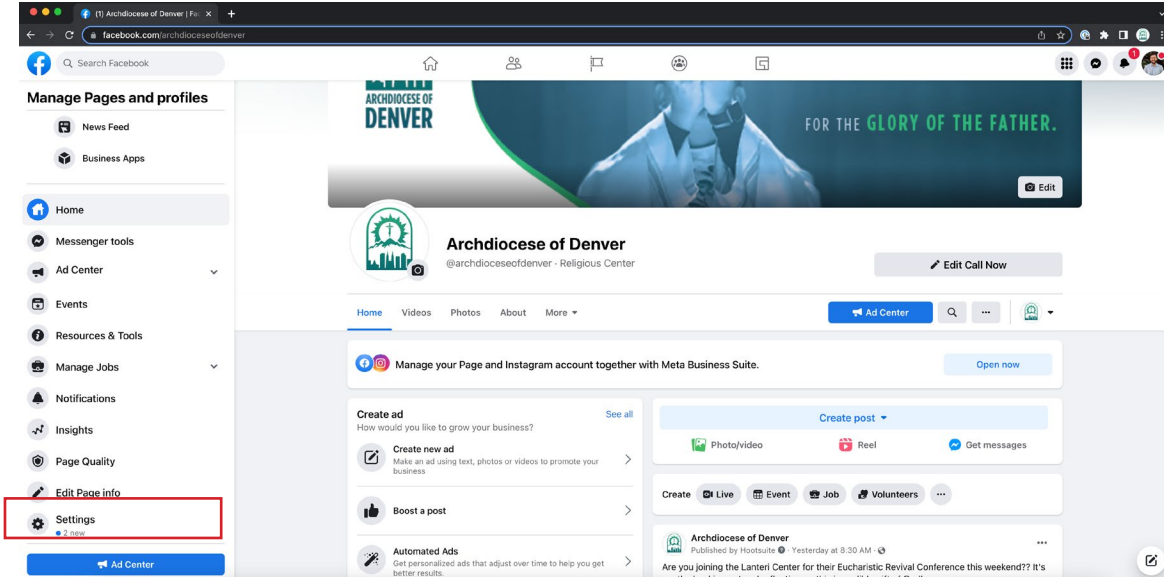 (1) Archdiocese of Denver | Fac
facebook.com/archdioceseofdenver
Search Facebook
1
Manage Pages and profiles
News Feed
Business Apps
Home
Messenger tools
Ad Center
Events
Resources & Tools
Manage Jobs
Notifications
Insights
Page Quality
Edit Page info
Settings
2 new
Ad Center
ARCHDIOCESE OF
DENVER
FOR THE GLORY OF THE FATHER.
Edit
Archdiocese of Denver
@archdioceseofdenver · Religious Center
Edit Call Now
Home Videos Photos About More
Ad Center
Manage your Page and Instagram account together with Meta Business Suite.
Open now
Create ad See all
How would you like to grow your business?
Create new ad
Make an ad using text, photos or videos to promote your
business
Boost a post
Automated Ads
Get personalized ads that adjust over time to help you get
better results.
Create post
Photo/video Reel Get messages
Create Live Event Job Volunteers
Archdiocese of Denver
Published by Hootsuite · Yesterday at 8:30 AM
Are you joining the Lanteri Center for their Eucharistic Revival Conference this weekend?? It's